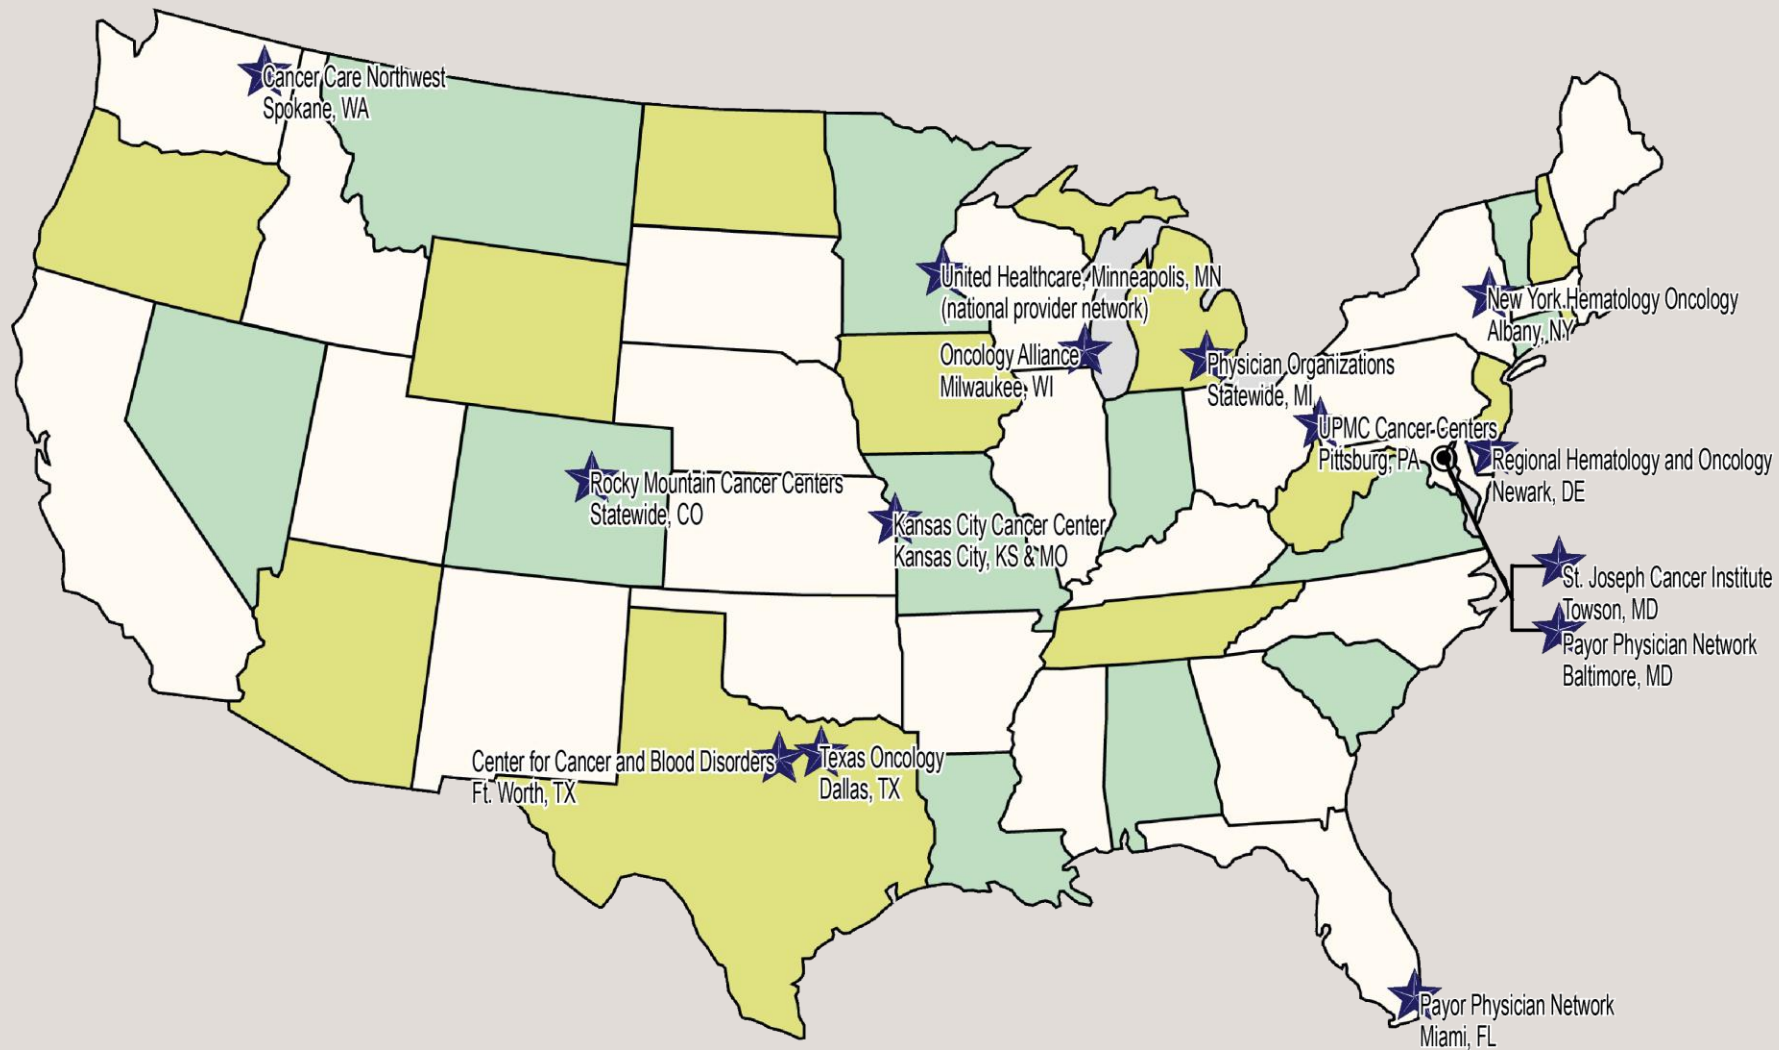 Cancer Care Northwest
Spokane, WA
United Healthcare, Minneapolis, MN
(national provider network)
New York Hematology Oncology
Albany, NY
Oncology Alliance
Milwaukee, WI
Physician Organizations
Statewide, MI
UPMC Cancer Centers
Pittsburg, PA
Regional Hematology and Oncology
Newark, DE
Rocky Mountain Cancer Centers
Statewide, CO
Kansas City Cancer Center
Kansas City, KS & MO
St. Joseph Cancer Institute
Towson, MD
Payor Physician Network
Baltimore, MD
Center for Cancer and Blood Disorders
Ft. Worth, TX
Texas Oncology
Dallas, TX
Payor Physician Network
Miami, FL